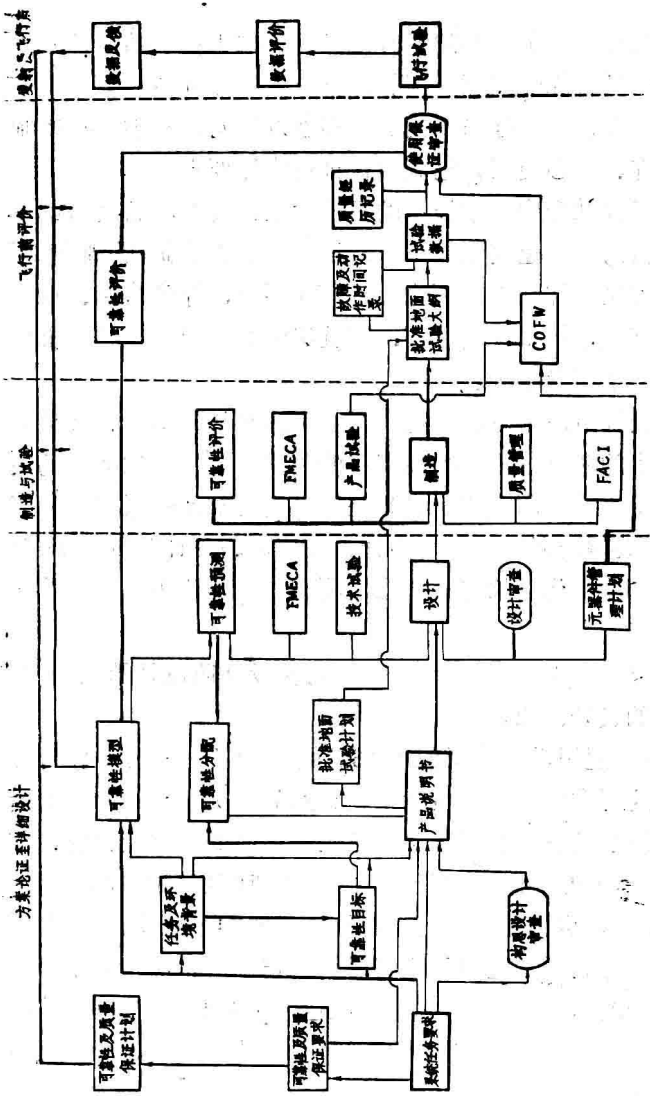 方案论证至详细设计
制造与试验
飞行前评价
发射及飞行后
可靠性及质量
保证计划
可靠性及质量
保证要求
系统任务要求
任务及环
境背景
可靠性目标
构思设计
审查
可靠性模型
可靠性分配
批准地面
试验计划
产品说明书
可靠性预测
FMECA
技术试验
设计
设计审查
元器件管
理计划
可靠性评价
FMECA
产品试验
制造
质量管理
FACI
可靠性评价
故障及动
作时间记
录
批准地面
试验大纲
质量经
历记录
试验
数据
COFW
使用保
证审查
数据反馈
数据评价
飞行试验